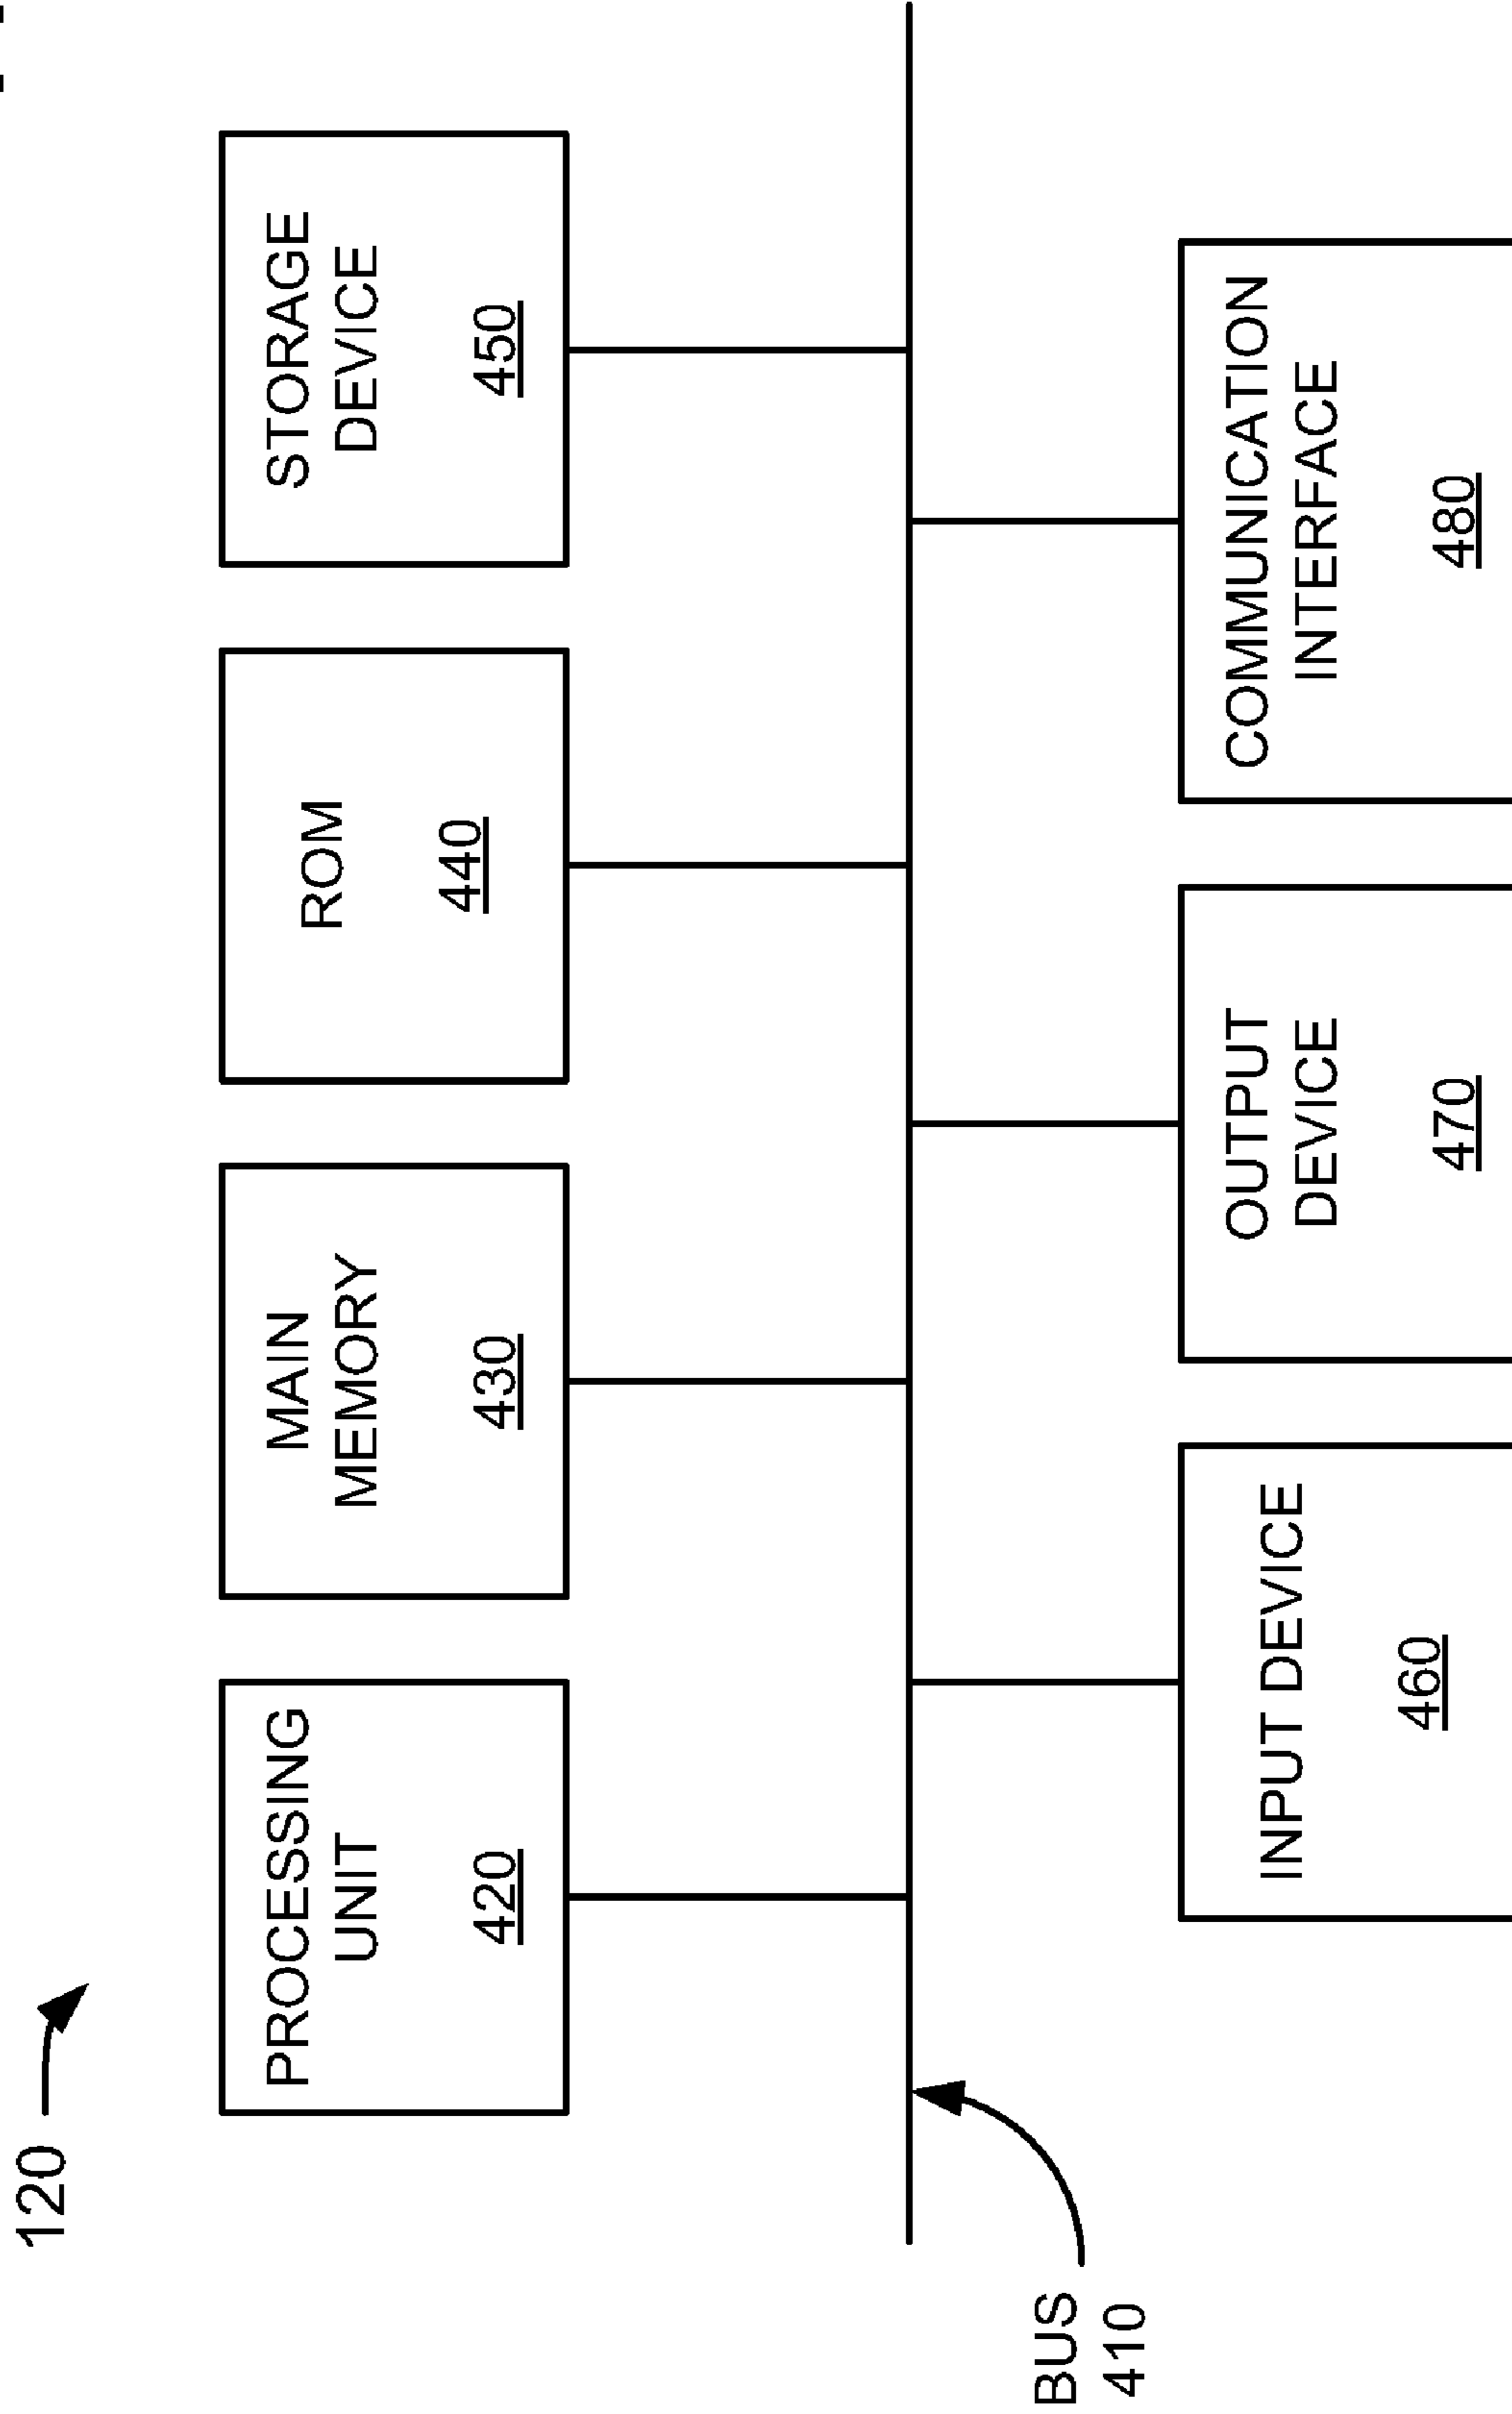 120
PROCESSING
UNIT
420
MAIN
MEMORY
430
ROM
440
STORAGE
DEVICE
450
BUS
410
INPUT DEVICE
460
OUTPUT
DEVICE
470
COMMUNICATION
INTERFACE
480